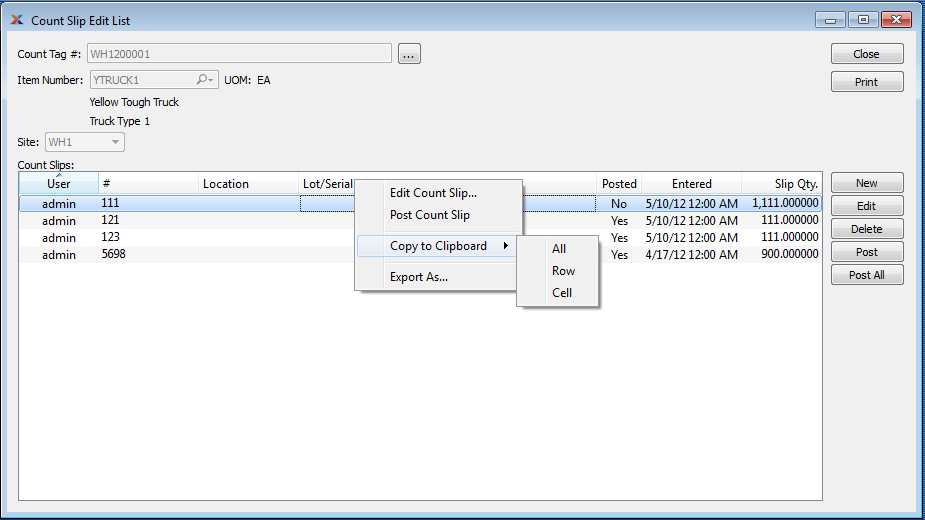 Count Slip Edit List
Count Tag #: WH1200001 ... Close
Item Number: YTRUCK1 UOM: EA Print
Yellow Tough Truck
Truck Type 1
Site: WH1
Count Slips:
User # Location Lot/Serial Posted Entered Slip Qty. New
admin 111 No 5/10/12 12:00 AM 1,111.000000 Edit
admin 121 Yes 5/10/12 12:00 AM 111.000000 Delete
admin 123 Yes 5/10/12 12:00 AM 111.000000 Post
admin 5698 Yes 4/17/12 12:00 AM 900.000000 Post All
Edit Count Slip...
Post Count Slip
Copy to Clipboard
Export As...
All
Row
Cell